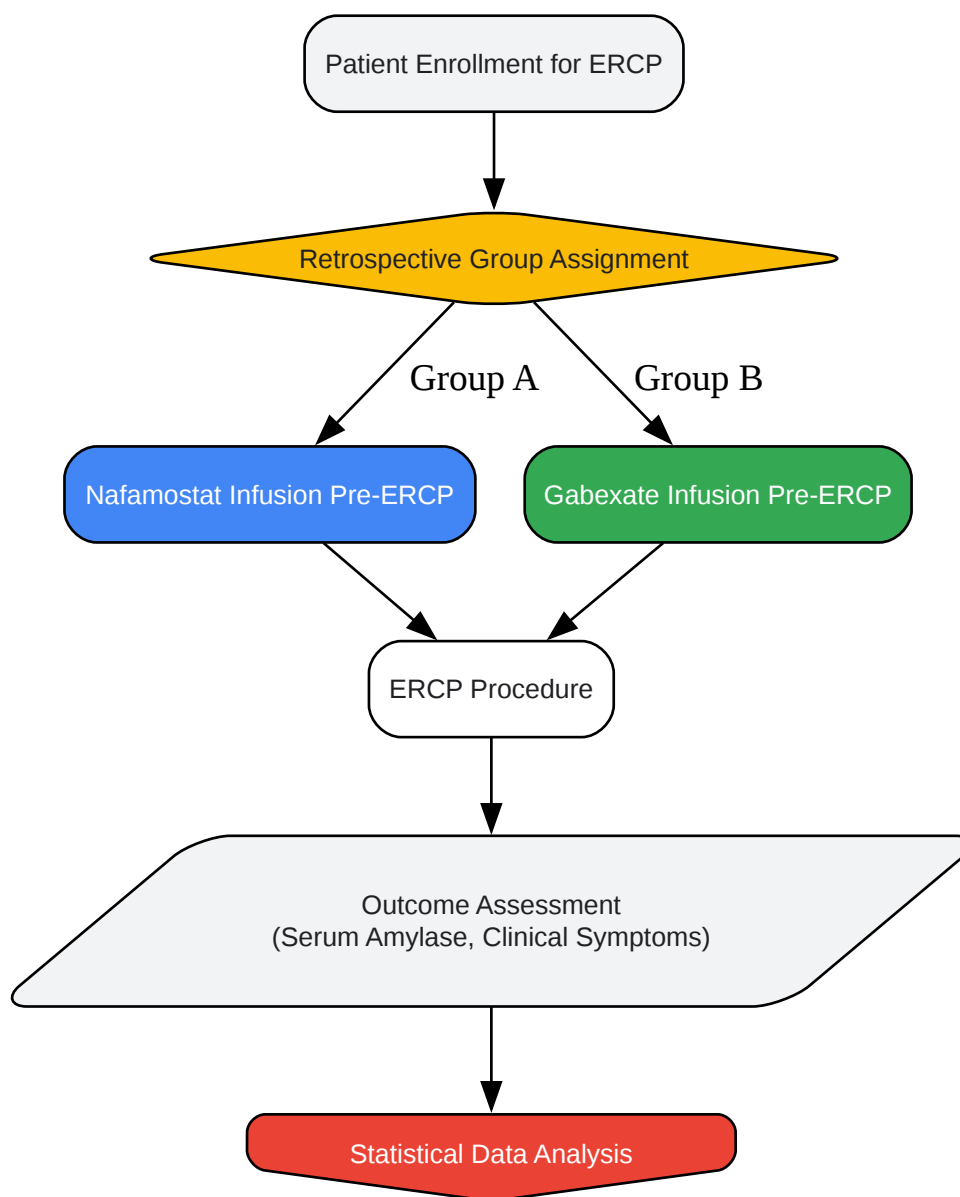 Patient Enrollment for ERCP
Retrospective Group Assignment
Group A
Group B
Nafamostat Infusion Pre-ERCP
Gabexate Infusion Pre-ERCP
ERCP Procedure
Outcome Assessment
(Serum Amylase, Clinical Symptoms)
Statistical Data Analysis